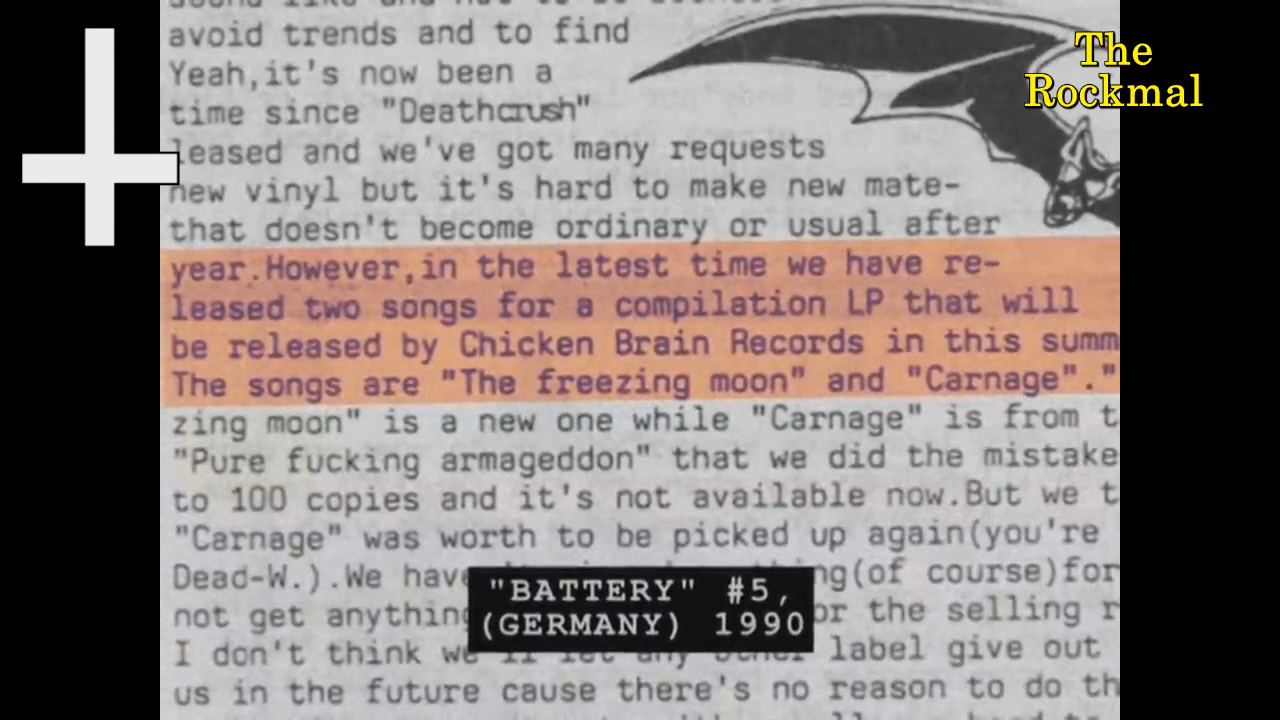 avoid trends and to find
Yeah,it's now been a
time since "Deathcrush"
leased and we've got many requests
new vinyl but it's hard to make new mate-
that doesn't become ordinary or usual after
year.However,in the latest time we have re-
leased two songs for a compilation LP that will
be released by Chicken Brain Records in this summ
The songs are "The freezing moon" and "Carnage"."
zing moon" is a new one while "Carnage" is from t
"Pure fucking armageddon" that we did the mistake
to 100 copies and it's not available now.But we t
"Carnage" was worth to be picked up again(you're
Dead-W.).We have ng(of course)for
not get anything or the selling r
I don't think we label give out
us in the future cause there's no reason to do th
The
Rockmal
"BATTERY" #5,
(GERMANY) 1990